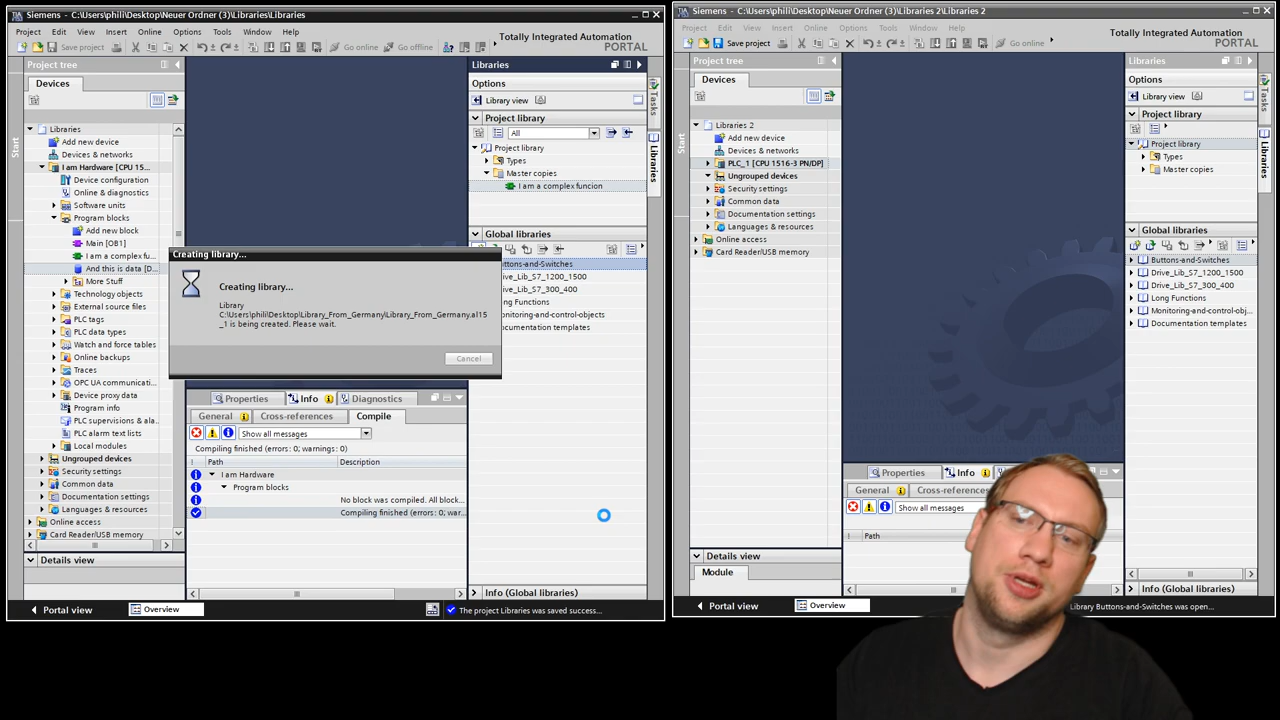 Siemens - C:\Users\phili\Desktop\Neuer Ordner (3)\Libraries\Libraries
Project Edit View Insert Online Options Tools Window Help
Save project
Go online Go offline
Totally Integrated Automation
PORTAL
Project tree
Devices
Start
Libraries
Add new device
Devices & networks
I am Hardware [CPU 15...
Device configuration
Online & diagnostics
Software units
Program blocks
Add new block
Main [OB1]
I am a complex fu...
And this is data [D...
More Stuff
Technology objects
External source files
PLC tags
PLC data types
Watch and force tables
Online backups
Traces
OPC UA communicati...
Device proxy data
Program info
PLC supervisions & ala...
PLC alarm text lists
Local modules
Ungrouped devices
Security settings
Common data
Documentation settings
Languages & resources
Online access
Card Reader/USB memory
Details view
Portal view
Overview
The project Libraries was saved success...
Creating library...
Creating library...
Library
C:\Users\phili\Desktop\Library_From_Germany\Library_From_Germany.al15
_1 is being created. Please wait.
Cancel
Properties Info Diagnostics
General Cross-references Compile
Show all messages
Compiling finished (errors: 0; warnings: 0)
! Path Description
I am Hardware
Program blocks
No block was compiled. All block...
Compiling finished (errors: 0; war...
Libraries
Options
Library view
Project library
All
Project library
Types
Master copies
I am a complex funcion
Global libraries
ttons-and-Switches
ive_Lib_S7_1200_1500
ive_Lib_S7_300_400
ng Functions
onitoring-and-control-objects
ocumentation templates
Info (Global libraries)
Tasks
Libraries
Siemens - C:\Users\phili\Desktop\Neuer Ordner (3)\Libraries 2\Libraries 2
Project Edit View Insert Online Options Tools Window Help
Save project
Go online
Totally Integrated Automation
PORTAL
Project tree
Devices
Start
Libraries 2
Add new device
Devices & networks
PLC_1 [CPU 1516-3 PN/DP]
Ungrouped devices
Security settings
Common data
Documentation settings
Languages & resources
Online access
Card Reader/USB memory
Details view
Module
Portal view
Overview
Library Buttons-and-Switches was open...
Properties Info
General Cross-references
Show all messages
! Path
Libraries
Options
Library view
Project library
Project library
Types
Master copies
Global libraries
Buttons-and-Switches
Drive_Lib_S7_1200_1500
Drive_Lib_S7_300_400
Long Functions
Monitoring-and-control-obj...
Documentation templates
Info (Global libraries)
Tasks
Libraries